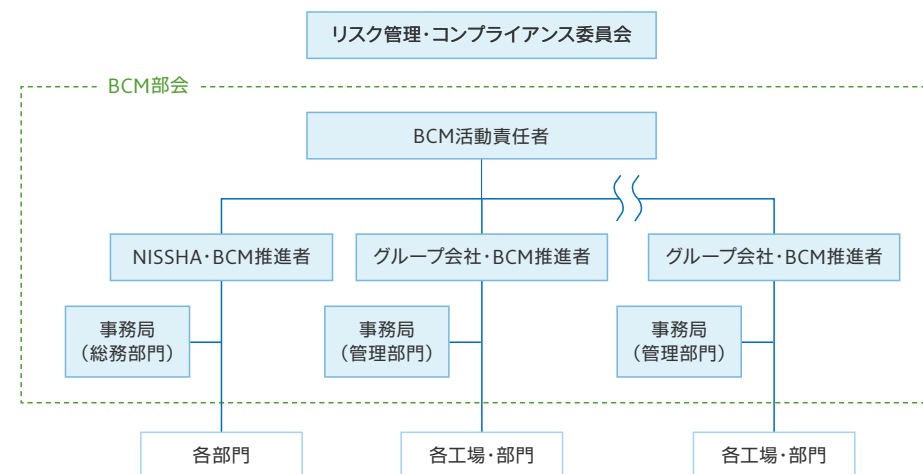 リスク管理・コンプライアンス委員会
BCM部会
BCM活動責任者
NISSHA・BCM推進者
グループ会社・BCM推進者
グループ会社・BCM推進者
事務局
（総務部門）
事務局
（管理部門）
事務局
（管理部門）
各部門
各工場・部門
各工場・部門